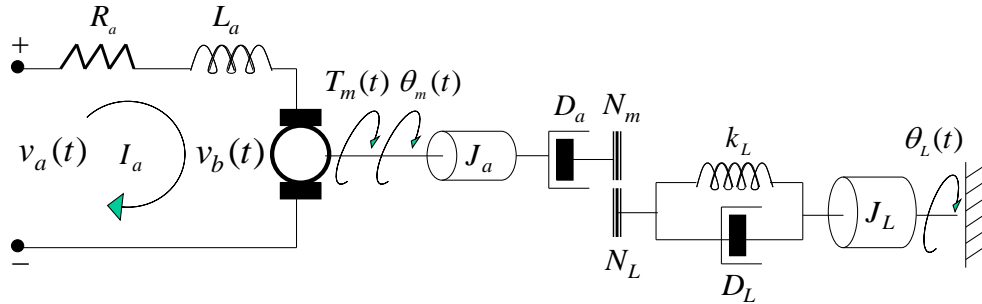 R_a
L_a
+
v_a(t)
I_a
v_b(t)
−
T_m(t)
θ_m(t)
J_a
D_a
N_m
N_L
k_L
D_L
J_L
θ_L(t)